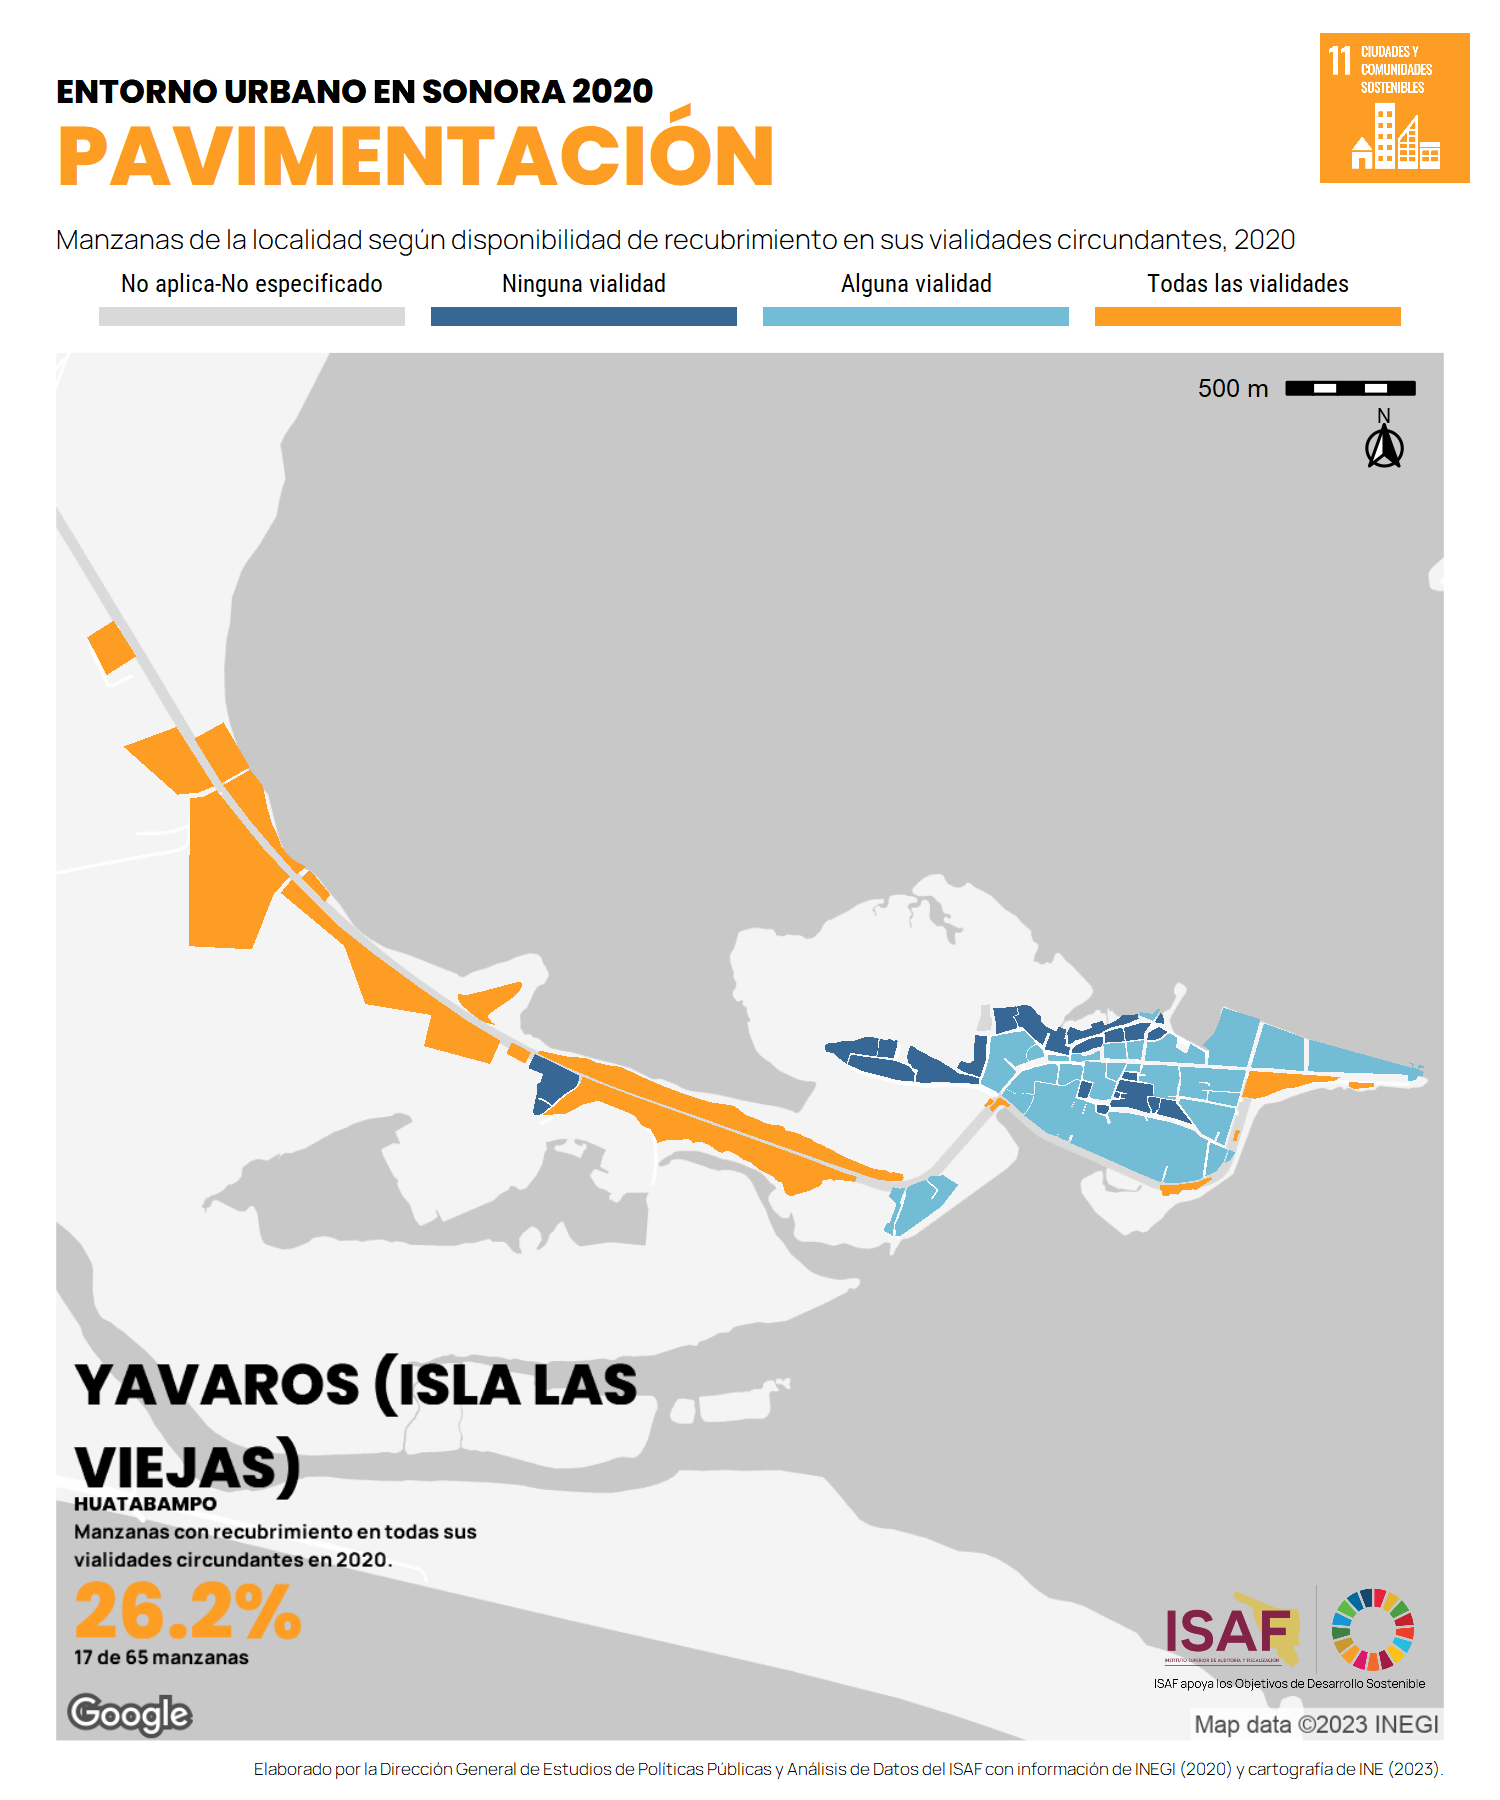 ENTORNO URBANO EN SONORA 2020
PAVIMENTACIÓN
11 CIUDADES Y
COMUNIDADES
SOSTENIBLES
Manzanas de la localidad según disponibilidad de recubrimiento en sus vialidades circundantes, 2020
No aplica-No especificado
Ninguna vialidad
Alguna vialidad
Todas las vialidades
500 m
N
YAVAROS (ISLA LAS
VIEJAS)
HUATABAMPO
Manzanas con recubrimiento en todas sus
vialidades circundantes en 2020.
26.2%
17 de 65 manzanas
Google
ISAF
INSTITUTO SUPERIOR DE AUDITORÍA Y FISCALIZACIÓN
ISAF apoya los Objetivos de Desarrollo Sostenible
Map data ©2023 INEGI
Elaborado por la Dirección General de Estudios de Políticas Públicas y Análisis de Datos del ISAF con información de INEGI (2020) y cartografía de INE (2023).